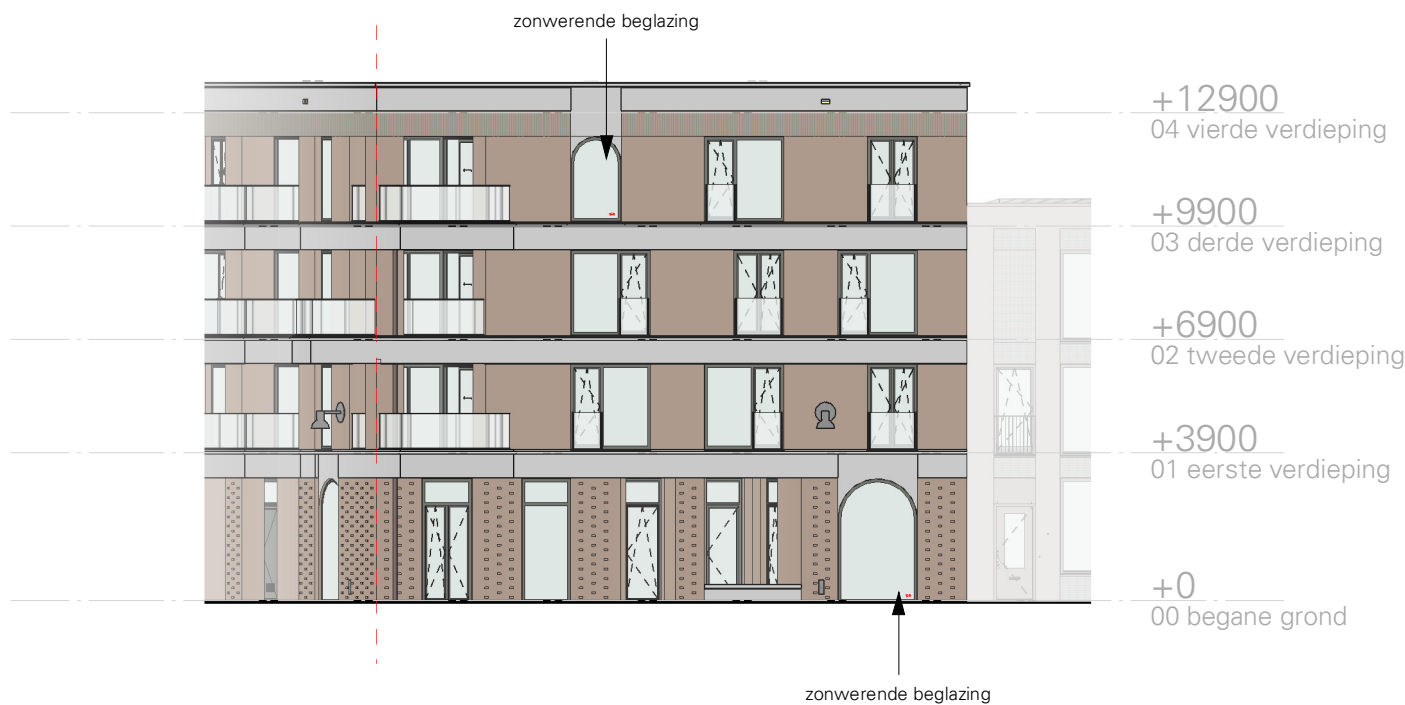 zonwerende beglazing
+12900
04 vierde verdieping
+9900
03 derde verdieping
+6900
02 tweede verdieping
+3900
01 eerste verdieping
+0
00 begane grond
zonwerende beglazing